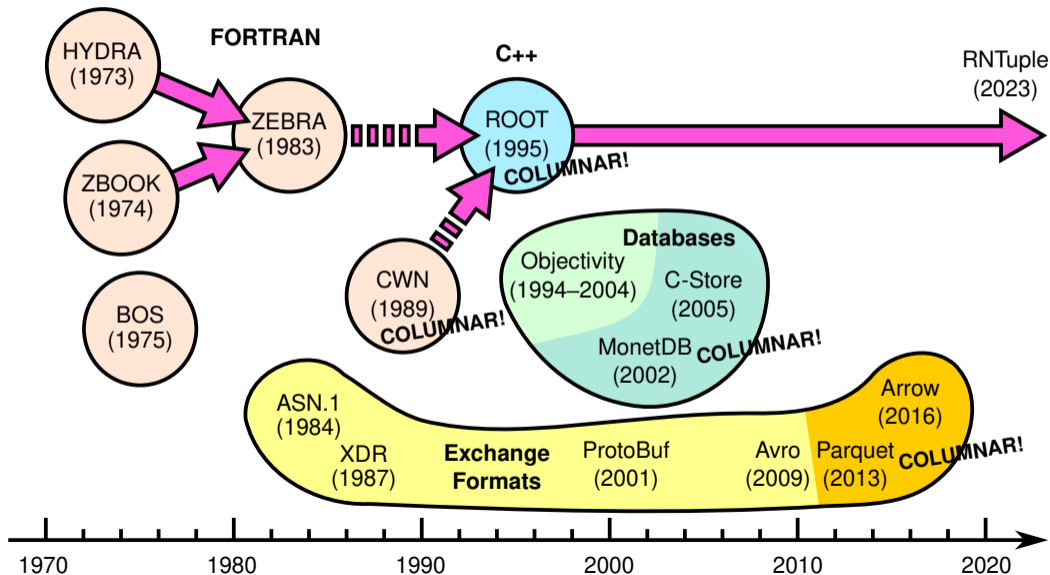 HYDRA
(1973)
FORTRAN
C++
RNTuple
(2023)
ZEBRA
(1983)
ROOT
(1995)
COLUMNAR!
ZBOOK
(1974)
CWN
(1989)
COLUMNAR!
BOS
(1975)
Databases
Objectivity
(1994–2004)
C-Store
(2005)
MonetDB
(2002)
COLUMNAR!
ASN.1
(1984)
XDR
(1987)
Exchange
Formats
ProtoBuf
(2001)
Avro
(2009)
Parquet
(2013)
Arrow
(2016)
COLUMNAR!
1970 1980 1990 2000 2010 2020